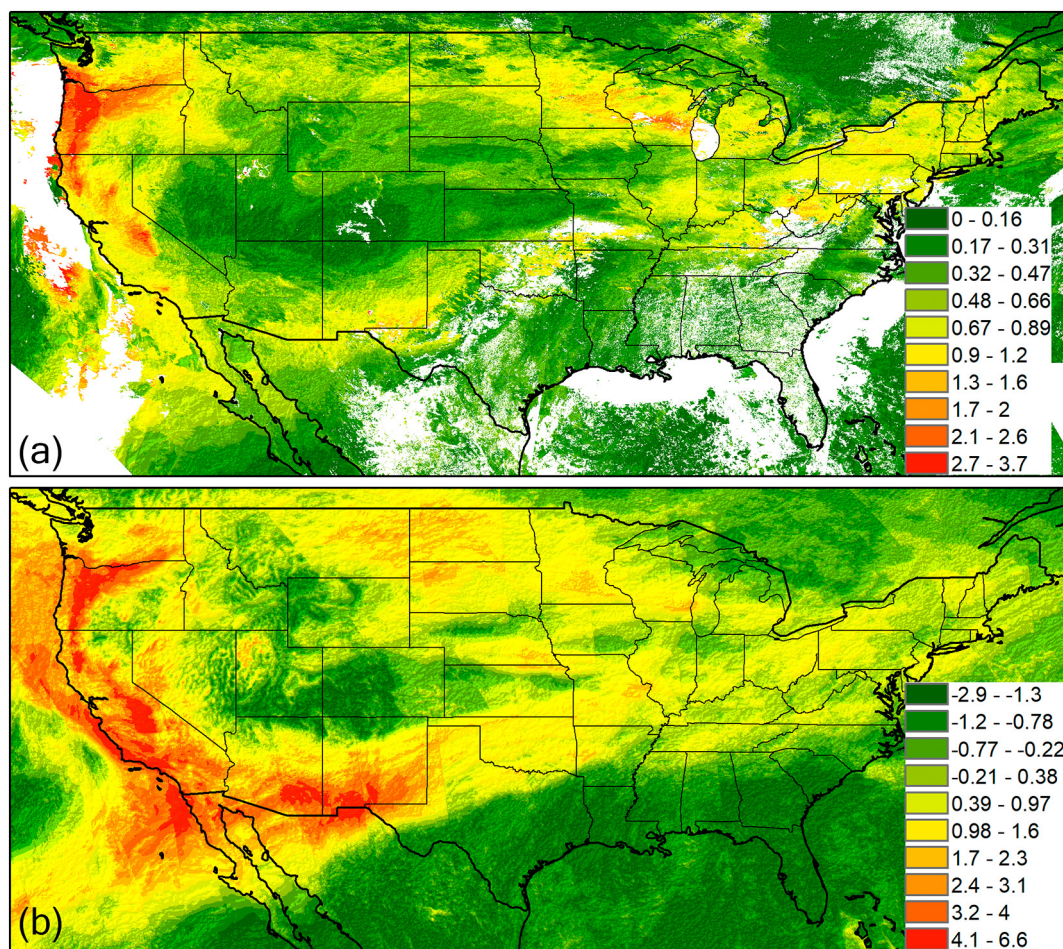 0 - 0.16
0.17 - 0.31
0.32 - 0.47
0.48 - 0.66
0.67 - 0.89
0.9 - 1.2
1.3 - 1.6
1.7 - 2
2.1 - 2.6
2.7 - 3.7
(a)
-2.9 - -1.3
-1.2 - -0.78
-0.77 - -0.22
-0.21 - 0.38
0.39 - 0.97
0.98 - 1.6
1.7 - 2.3
2.4 - 3.1
3.2 - 4
4.1 - 6.6
(b)